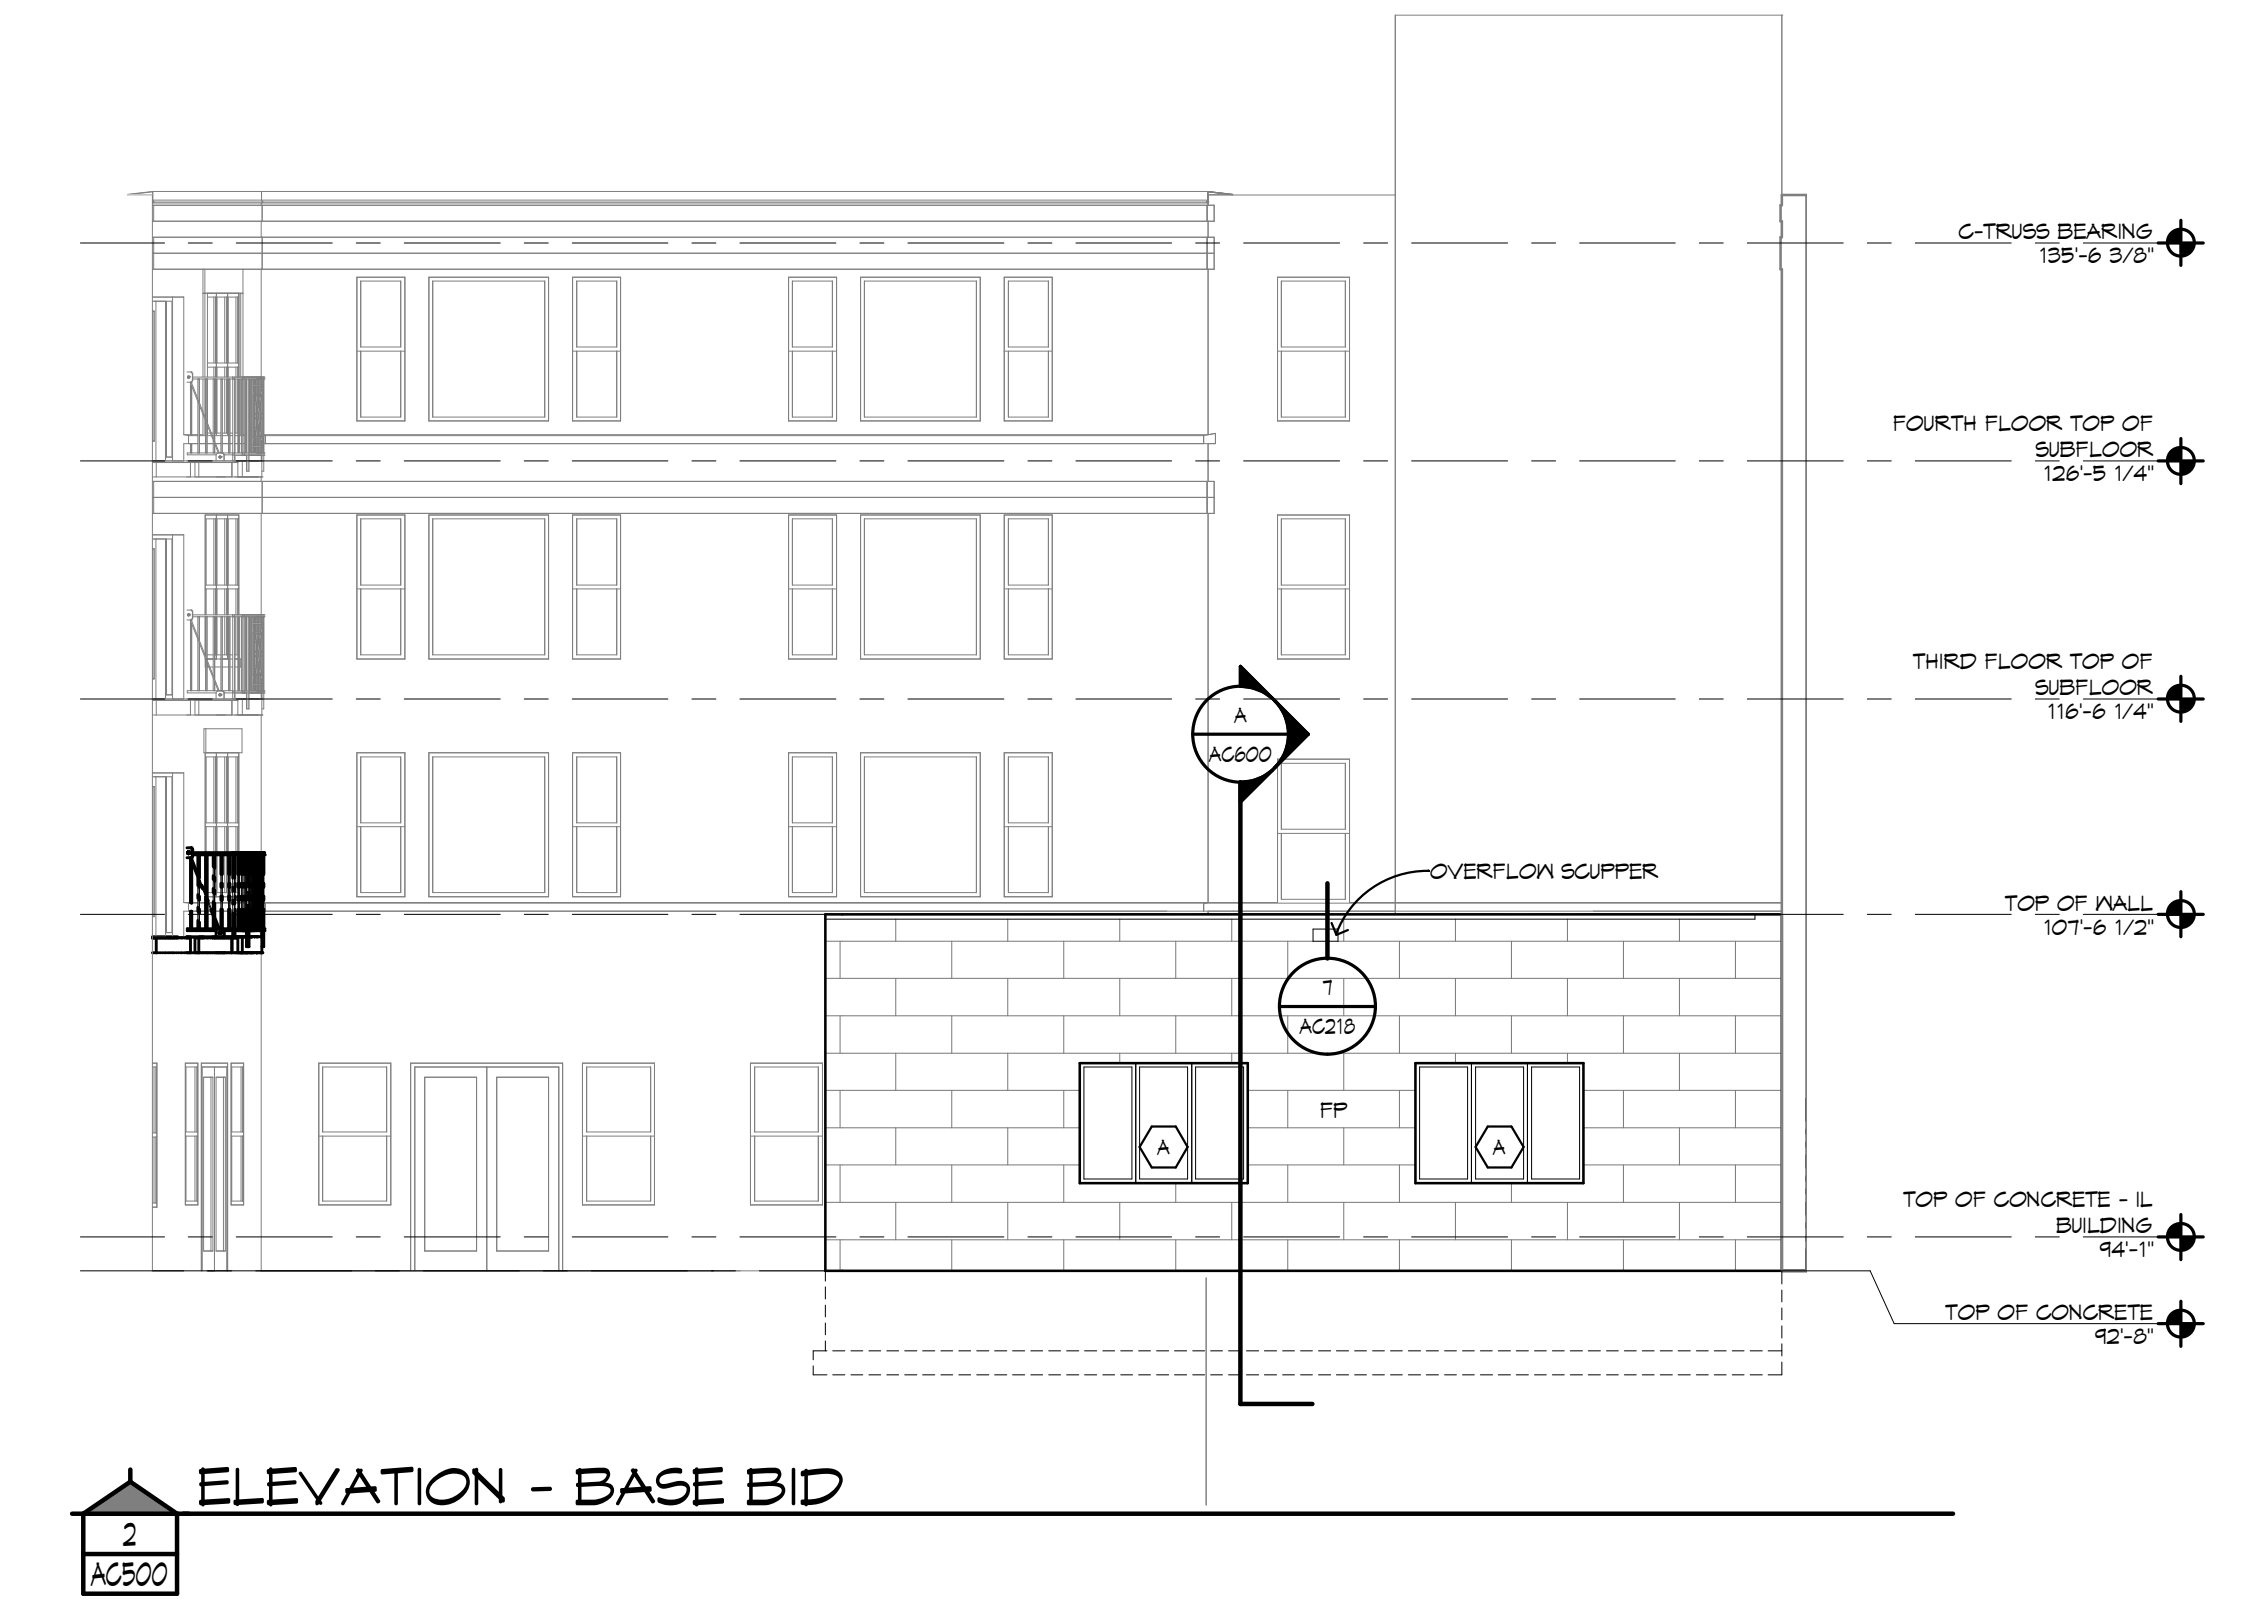 C-TRUSS BEARING
135'-6 3/8"
FOURTH FLOOR TOP OF
SUBFLOOR
126'-5 1/4"
THIRD FLOOR TOP OF
SUBFLOOR
116'-6 1/4"
A
AC600
OVERFLOW SCUPPER
TOP OF WALL
107'-6 1/2"
7
AC218
FP
A
A
TOP OF CONCRETE - IL
BUILDING
94'-1"
TOP OF CONCRETE
92'-8"
ELEVATION - BASE BID
2
AC500